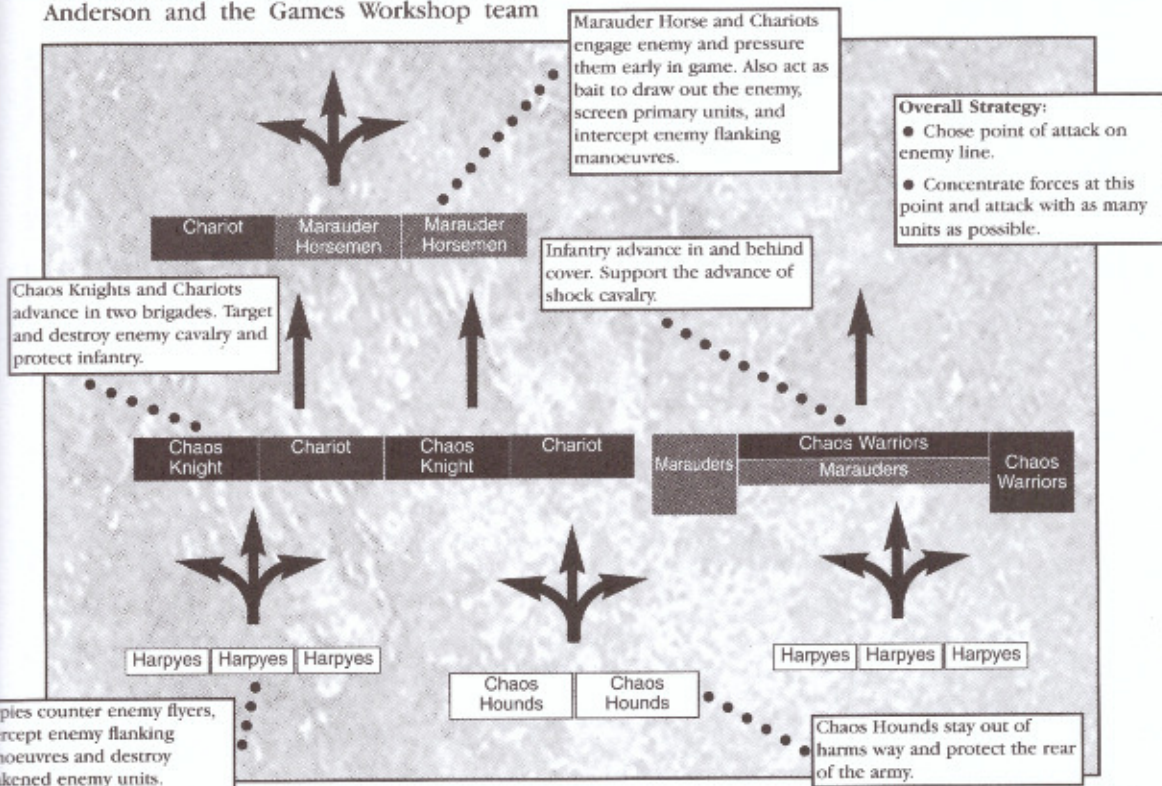 Anderson and the Games Workshop team
Marauder Horse and Chariots
engage enemy and pressure
them early in game. Also act as
bait to draw out the enemy,
screen primary units, and
intercept enemy flanking
manoeuvres.
Overall Strategy:
● Chose point of attack on
enemy line.
● Concentrate forces at this
point and attack with as many
units as possible.
Chariot
Marauder
Horsemen
Marauder
Horsemen
Infantry advance in and behind
cover. Support the advance of
shock cavalry.
Chaos Knights and Chariots
advance in two brigades. Target
and destroy enemy cavalry and
protect infantry.
Chaos
Knight
Chariot
Chaos
Knight
Chariot
Marauders
Chaos Warriors
Marauders
Chaos
Warriors
Harpyes
Harpyes
Harpyes
Chaos
Hounds
Chaos
Hounds
Harpyes
Harpyes
Harpyes
pies counter enemy flyers,
rcept enemy flanking
noeuvres and destroy
kened enemy units.
Chaos Hounds stay out of
harms way and protect the rear
of the army.